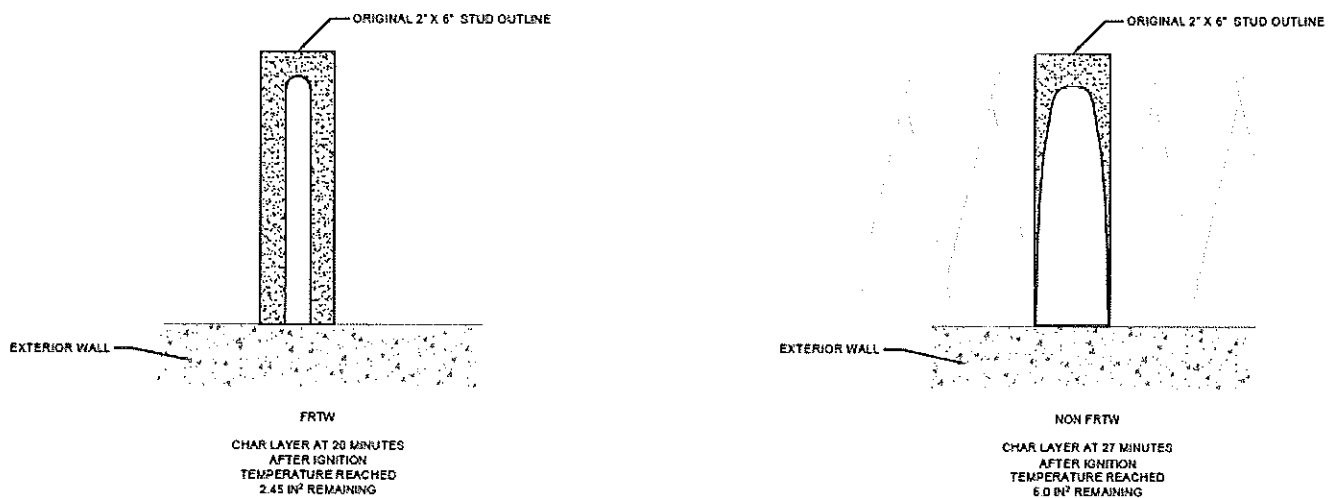 ORIGINAL 2" X 6" STUD OUTLINE
EXTERIOR WALL
FRTW
CHAR LAYER AT 20 MINUTES
AFTER IGNITION
TEMPERATURE REACHED
2.45 IN² REMAINING
ORIGINAL 2" X 6" STUD OUTLINE
EXTERIOR WALL
NON FRTW
CHAR LAYER AT 27 MINUTES
AFTER IGNITION
TEMPERATURE REACHED
6.0 IN² REMAINING